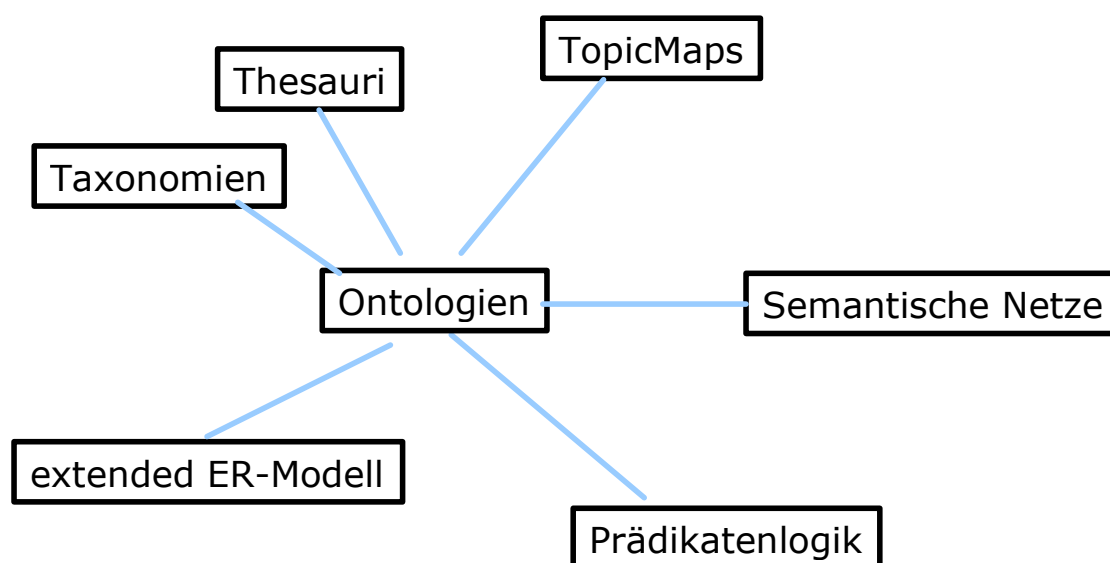 TopicMaps
Thesauri
Taxonomien
Ontologien
Semantische Netze
extended ER-Modell
Prädikatenlogik